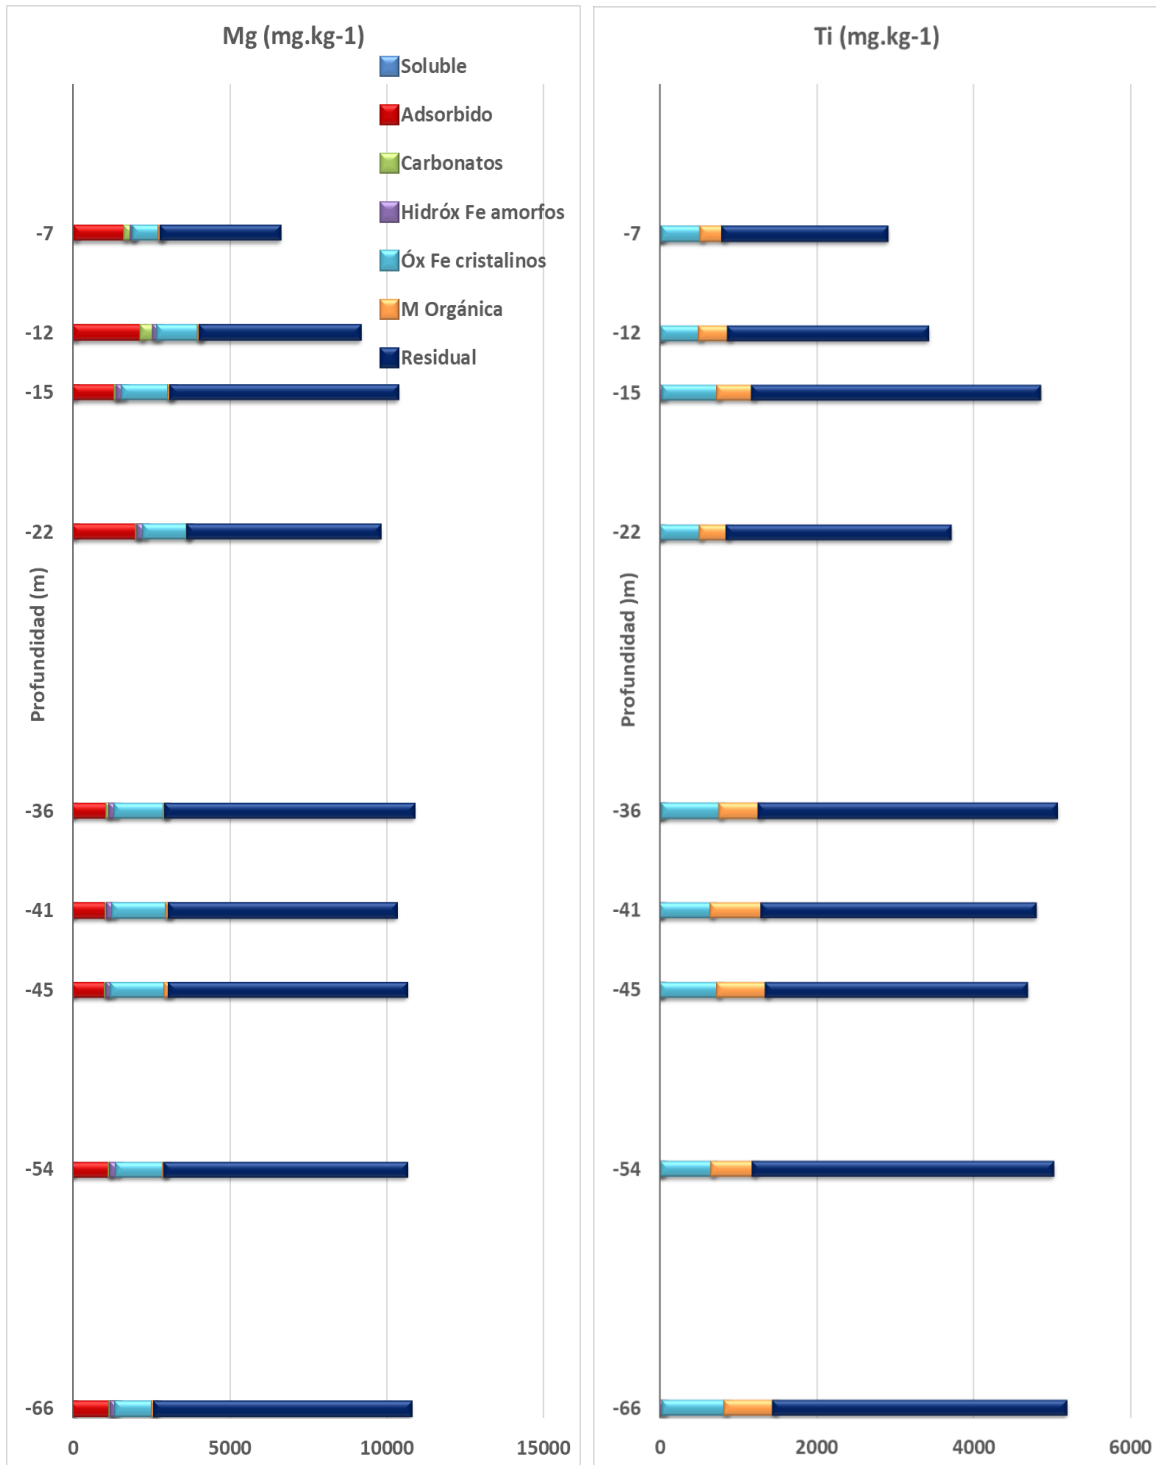 Mg (mg.kg-1)
Soluble
Adsorbido
Carbonatos
Hidróx Fe amorfos
Óx Fe cristalinos
M Orgánica
Residual
-7
-12
-15
-22
-36
-41
-45
-54
-66
Profundidad (m)
0
5000
10000
15000
Ti (mg.kg-1)
-7
-12
-15
-22
-36
-41
-45
-54
-66
Profundidad )m)
0
2000
4000
6000